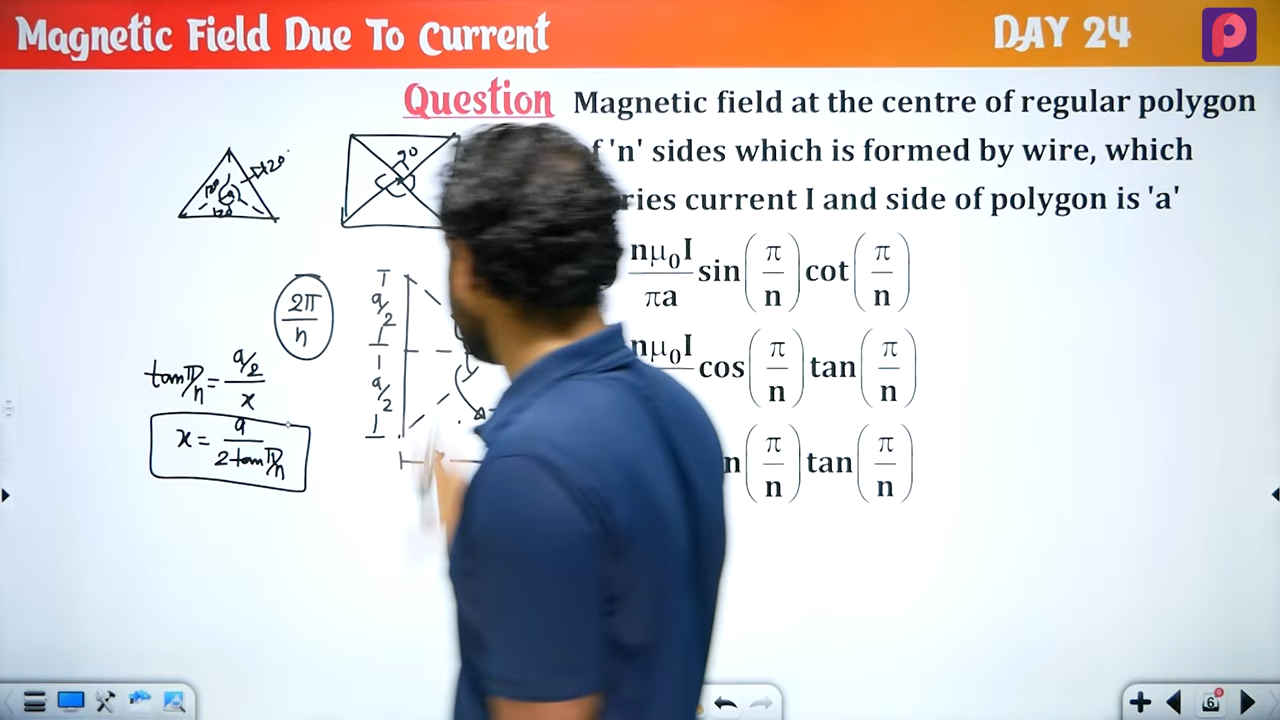 Magnetic Field Due To Current
DAY 24
Question Magnetic field at the centre of regular polygon
'n' sides which is formed by wire, which
ries current I and side of polygon is 'a'
nμ₀I/πa sin(π/n) cot(π/n)
nμ₀I cos(π/n) tan(π/n)
n(π/n) tan(π/n)
120°
120
90
2π/n
a/2
a/2
tan π/n = a/2 / x
x = a / 2 tan π/n
6